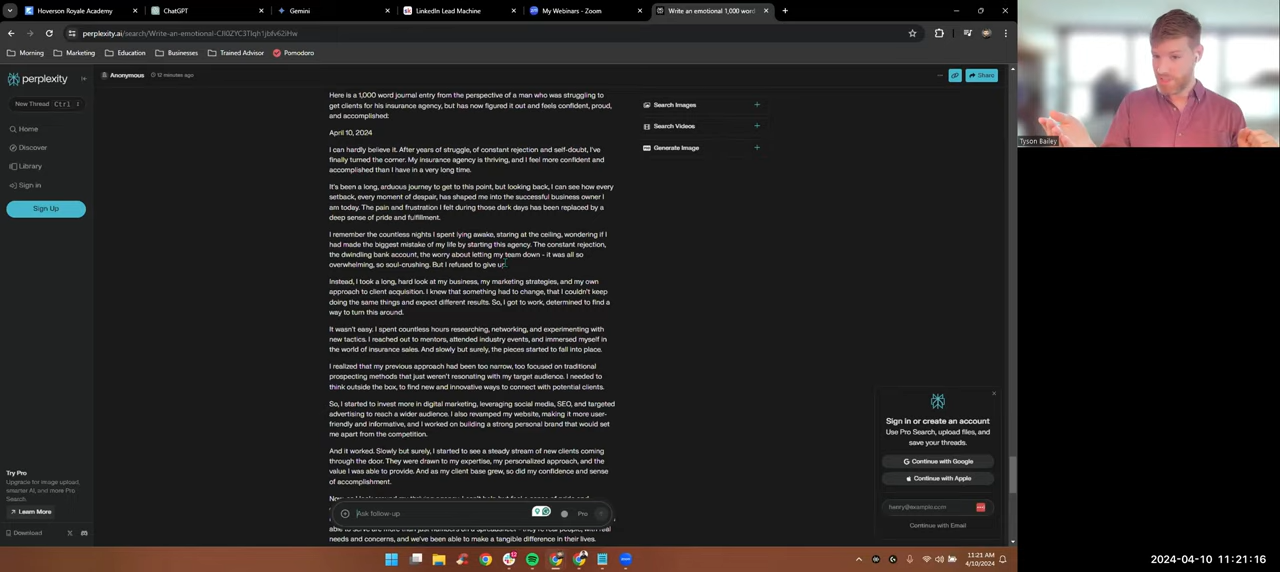 Hoverson Royale Academy
ChatGPT
Gemini
LinkedIn Lead Machine
My Webinars - Zoom
Write an emotional 1,000 word
perplexity.ai/search/Write-an-emotional-
Morning
Marketing
Education
Businesses
Trained Advisor
Pomodoro
perplexity
Anonymous
12 minutes ago
Share
New Thread
Ctrl
Home
Discover
Library
Sign in
Sign Up
Here is a 1,000 word journal entry from the perspective of a man who was struggling to
get clients for his insurance agency, but has now figured it out and feels confident, proud,
and accomplished:
April 10, 2024
I can hardly believe it. After years of struggle, of constant rejection and self-doubt, I've
finally turned the corner. My insurance agency is thriving, and I feel more confident and
accomplished than I have in a very long time.
It's been a long, arduous journey to get to this point, but looking back, I can see how every
setback, every moment of despair, has shaped me into the successful business owner I
am today. The pain and frustration I felt during those dark days has been replaced by a
deep sense of pride and fulfillment.
I remember the countless nights I spent lying awake, staring at the ceiling, wondering if I
had made the biggest mistake of my life by starting this agency. The constant rejection,
the dwindling bank account, the worry about letting my team down - it was all so
overwhelming, so soul-crushing. But I refused to give up.
Instead, I took a long, hard look at my business, my marketing strategies, and my own
approach to client acquisition. I knew that something had to change, that I couldn't keep
doing the same things and expect different results. So, I got to work, determined to find a
way to turn this around.
It wasn't easy. I spent countless hours researching, networking, and experimenting with
new tactics. I reached out to mentors, attended industry events, and immersed myself in
the world of insurance sales. And slowly but surely, the pieces started to fall into place.
I realized that my previous approach had been too narrow, too focused on traditional
prospecting methods that just weren't resonating with my target audience. I needed to
think outside the box, to find new and innovative ways to connect with potential clients.
So, I started to invest more in digital marketing, leveraging social media, SEO, and targeted
advertising to reach a wider audience. I also revamped my website, making it more user-
friendly and informative, and I worked on building a strong personal brand that would set
me apart from the competition.
And it worked. Slowly but surely, I started to see a steady stream of new clients coming
through the door. They were drawn to my expertise, my personalized approach, and the
value I was able to provide. And as my client base grew, so did my confidence and sense
of accomplishment.
able to serve are more than just numbers on a spreadsheet - they're real people, with real
needs and concerns, and we've been able to make a tangible difference in their lives.
Ask follow-up
Pro
Search Images
Search Videos
Generate Image
Sign in or create an account
Use Pro Search, upload files, and
save your threads.
Continue with Google
Continue with Apple
henry@example.com
Continue with Email
Try Pro
Upgrade for image upload,
smarter AI, and more Pro
Search.
Learn More
Download
11:21 AM
4/10/2024
Tyson Bailey
2024-04-10 11:21:16